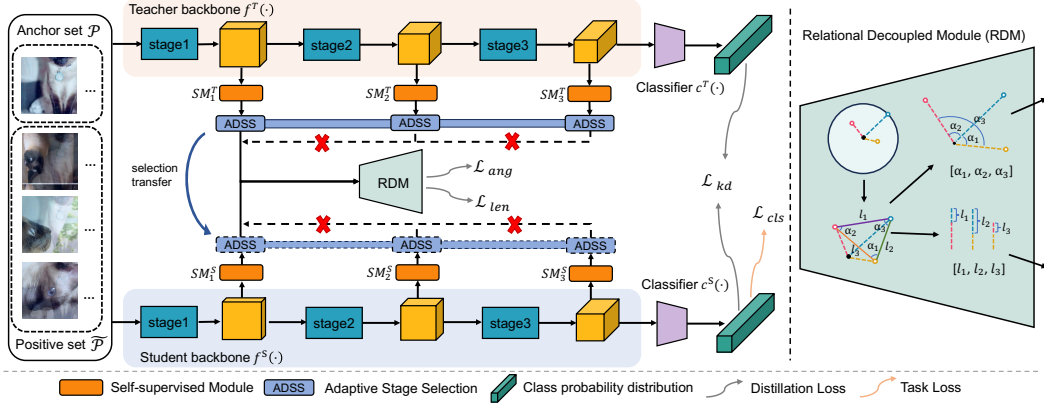 Teacher backbone f^T(·)
Anchor set 𝒫
stage1
stage2
stage3
Classifier c^T(·)
Relational Decoupled Module (RDM)
...
SM_1^T
SM_2^T
SM_3^T
ADSS
ADSS
ADSS
α_2
α_3
α_1
...
selection
transfer
RDM
ℒ_ang
ℒ_len
ℒ_kd
ℒ_cls
[α_1, α_2, α_3]
l_1
α_2
α_3
α_1
l_2
l_3
l_1
l_2
l_3
[l_1, l_2, l_3]
...
ADSS
ADSS
ADSS
SM_1^S
SM_2^S
SM_3^S
Classifier c^S(·)
...
stage1
stage2
stage3
Positive set 𝒫̃
Student backbone f^S(·)
Self-supervised Module
ADSS
Adaptive Stage Selection
Class probability distribution
Distillation Loss
Task Loss